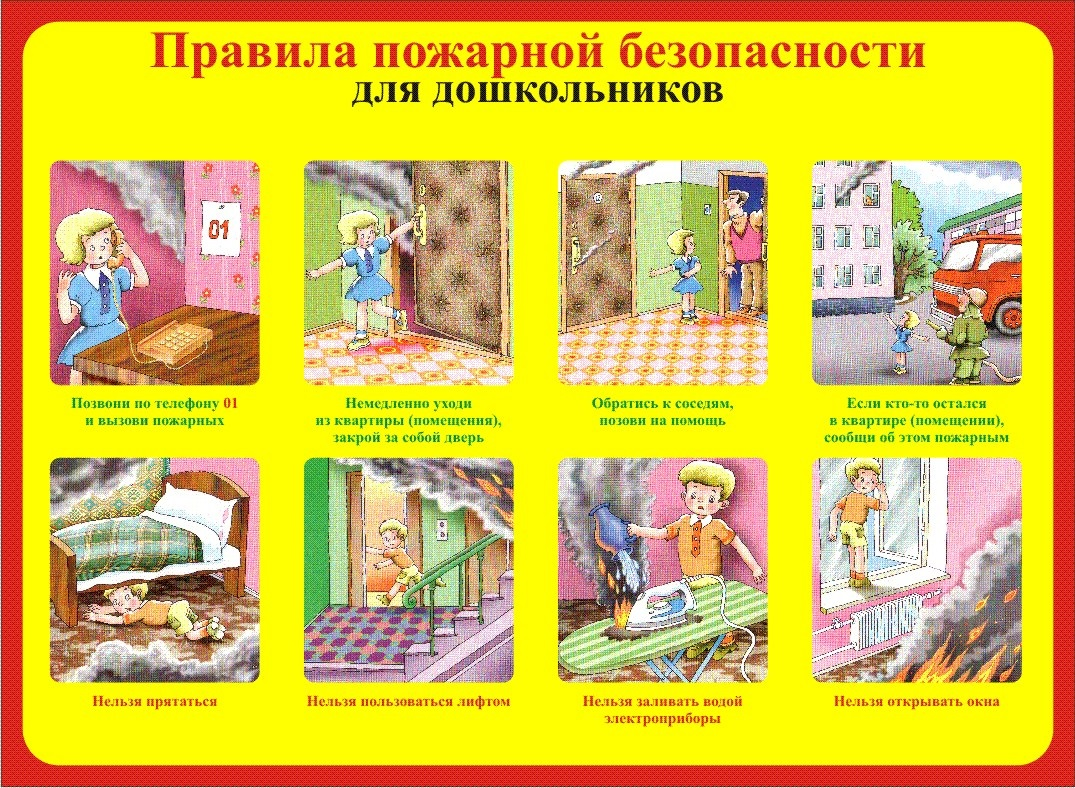 Правила пожарной безопасности
для дошкольников
01
Позвони по телефону 01
и вызови пожарных
Немедленно уходи
из квартиры (помещения),
закрой за собой дверь
Обратись к соседям,
позови на помощь
Если кто-то остался
в квартире (помещении),
сообщи об этом пожарным
Нельзя прятаться
Нельзя пользоваться лифтом
Нельзя заливать водой
электроприборы
Нельзя открывать окна